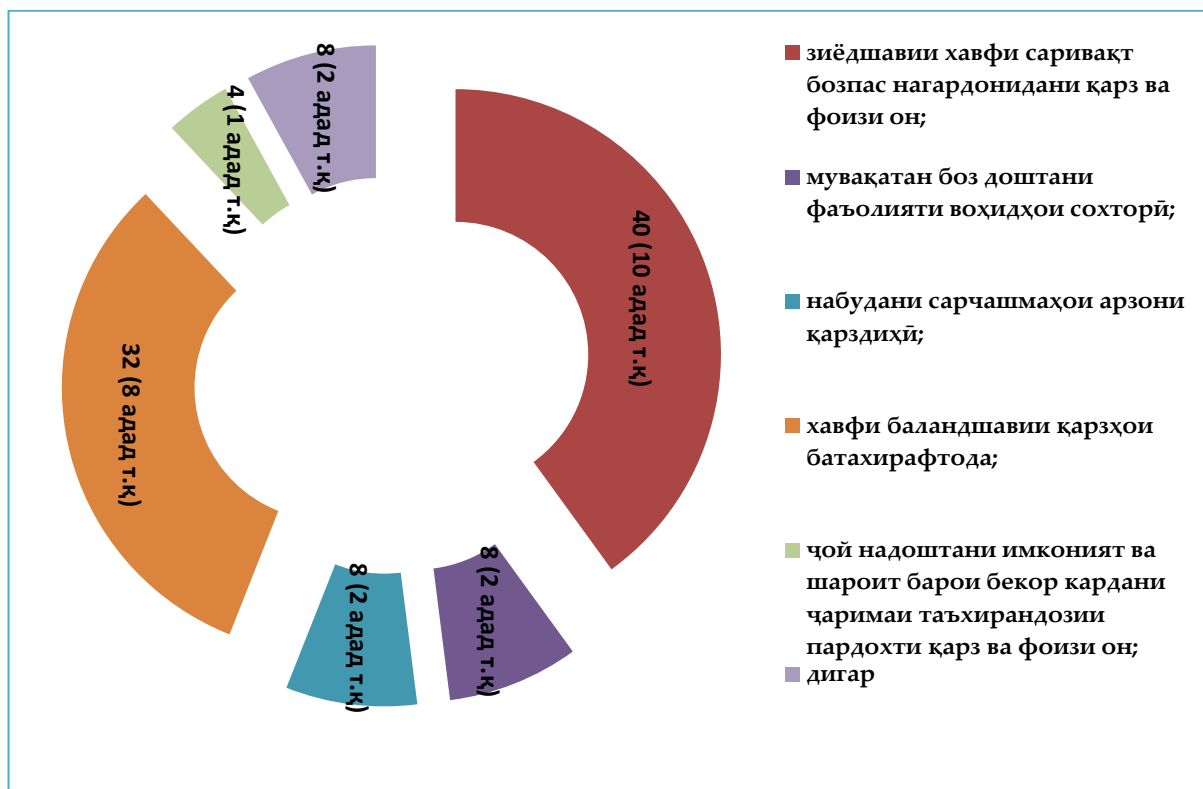 8 (2 адад т.қ)
4 (1 адад т.қ)
40 (10 адад т.қ)
32 (8 адад т.қ)
8 (2 адад т.қ)
8 (2 адад т.қ)
зиёдшавии хавфи саривақт
бозпас нагардонидани қарз ва
фоизи он;
мувақатан боз доштани
фаъолияти воҳидҳои сохторӣ;
набудани сарчашмаҳои арзони
қарздиҳӣ;
хавфи баландшавии қарзҳои
батахирафтода;
ҷой надоштани имконият ва
шароит барои бекор кардани
ҷаримаи таъхирандозии
пардохти қарз ва фоизи он;
дигар